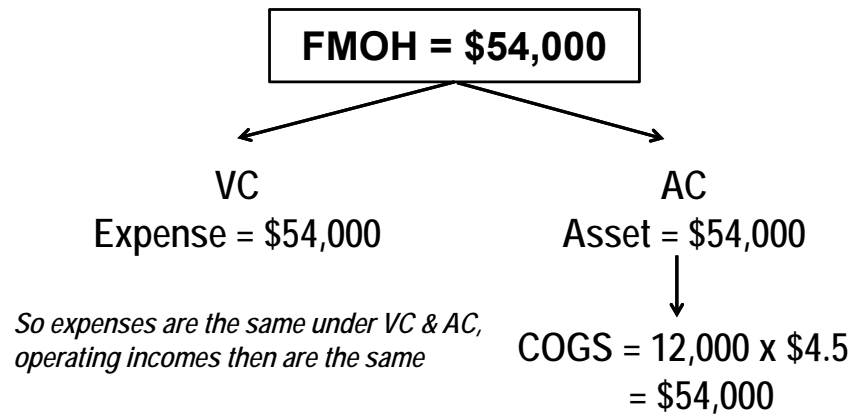 FMOH = $54,000
VC
Expense = $54,000
AC
Asset = $54,000
So expenses are the same under VC & AC,
operating incomes then are the same
COGS = 12,000 x $4.5
= $54,000